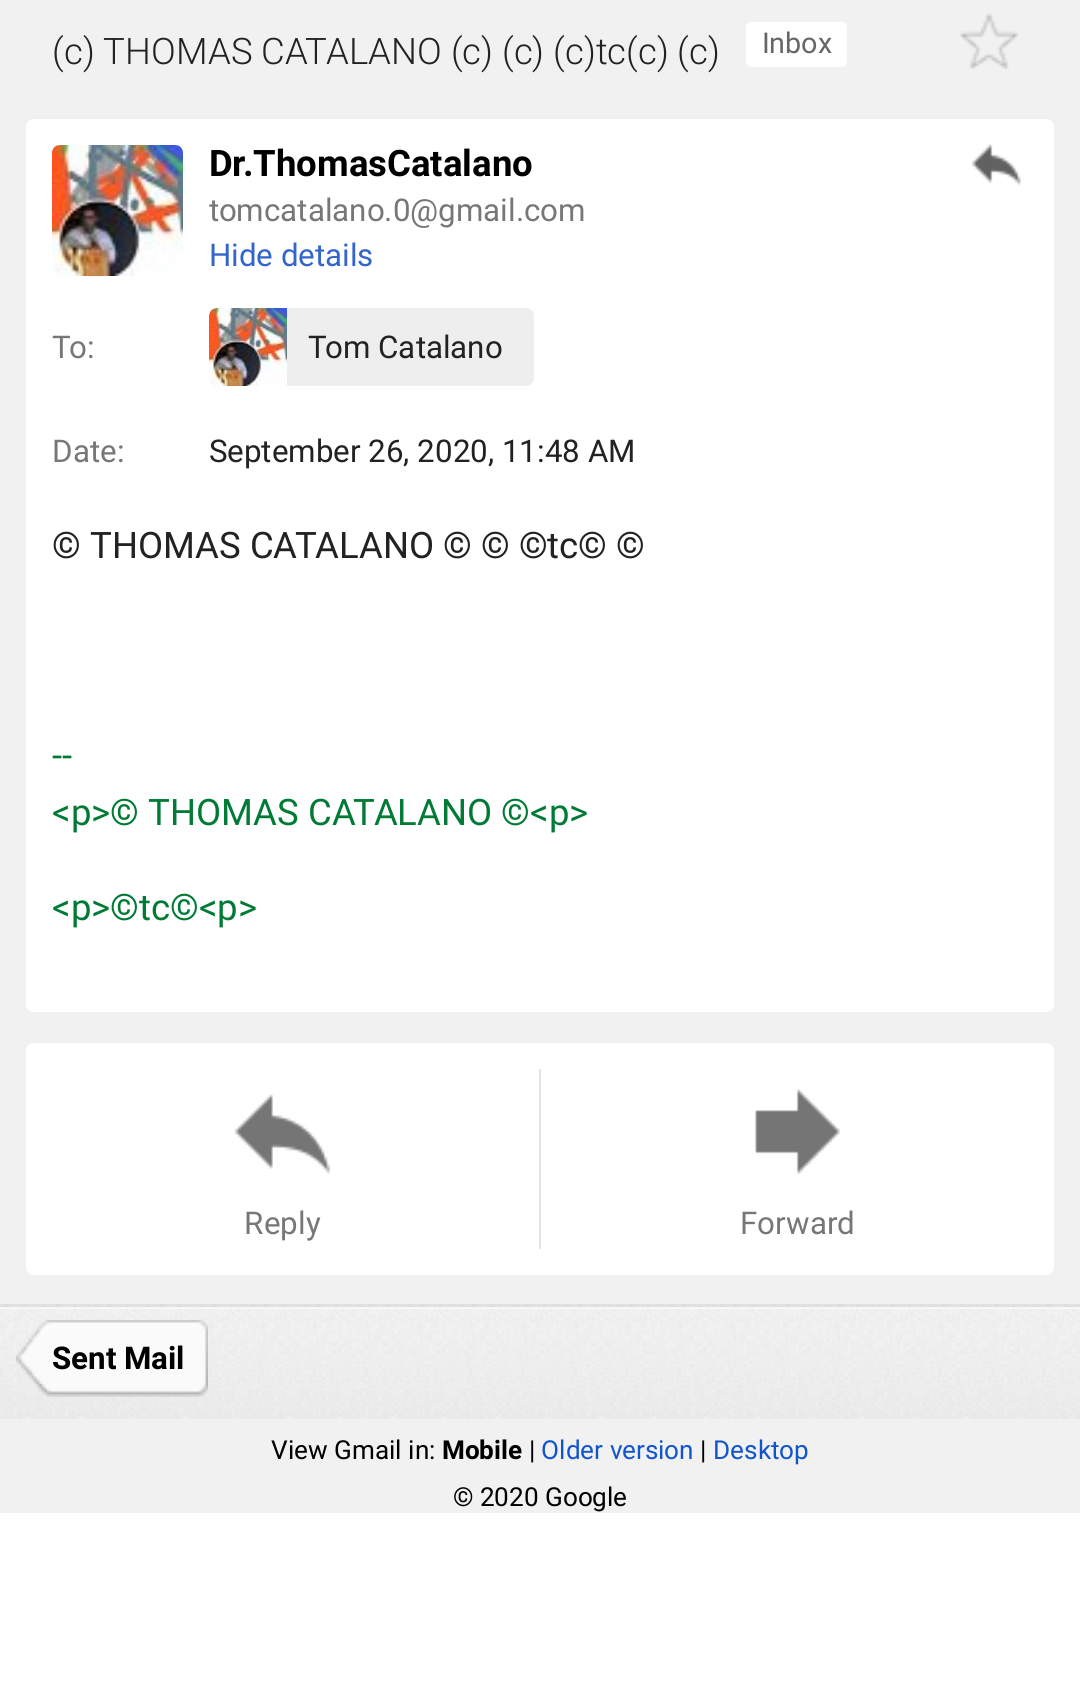 (c) THOMAS CATALANO (c) (c) (c)tc(c) (c) Inbox
Dr.ThomasCatalano
tomcatalano.0@gmail.com
Hide details
To: Tom Catalano
Date: September 26, 2020, 11:48 AM
© THOMAS CATALANO © © ©tc© ©
--
<p>© THOMAS CATALANO ©<p>
<p>©tc©<p>
Reply Forward
Sent Mail
View Gmail in: Mobile | Older version | Desktop
© 2020 Google